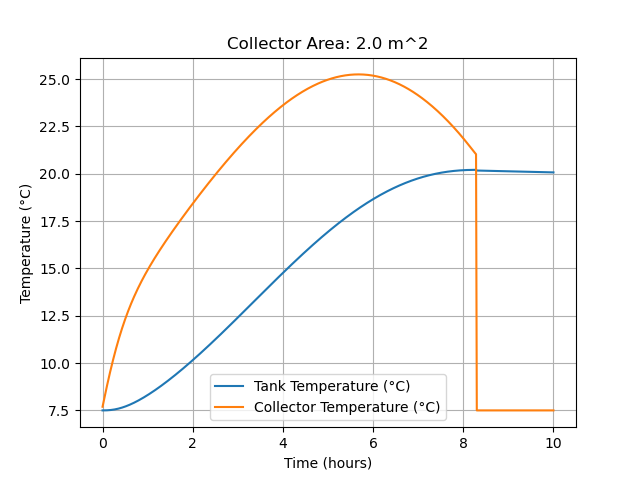 Collector Area: 2.0 m^2
Temperature (°C)
25.0
22.5
20.0
17.5
15.0
12.5
10.0
7.5
Tank Temperature (°C)
Collector Temperature (°C)
0 2 4 6 8 10
Time (hours)